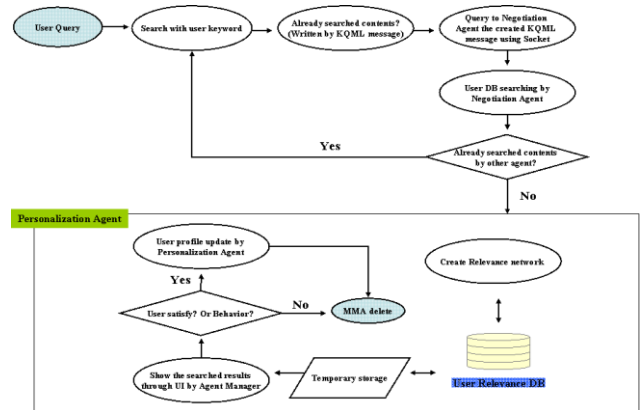 User Query
Search with user keyword
Already searched contents?
(Written by KQML message)
Query to Negotiation
Agent the created KQML
message using Socket
User DB searching by
Negotiation Agent
Already searched contents
by other agent?
Yes
No
Personalization Agent
User profile update by
Personalization Agent
Create Relevance network
Yes
User satisfy? Or Behavior?
No
MMA delete
Show the searched results
through UI by Agent Manager
Temporary storage
User Relevance DB